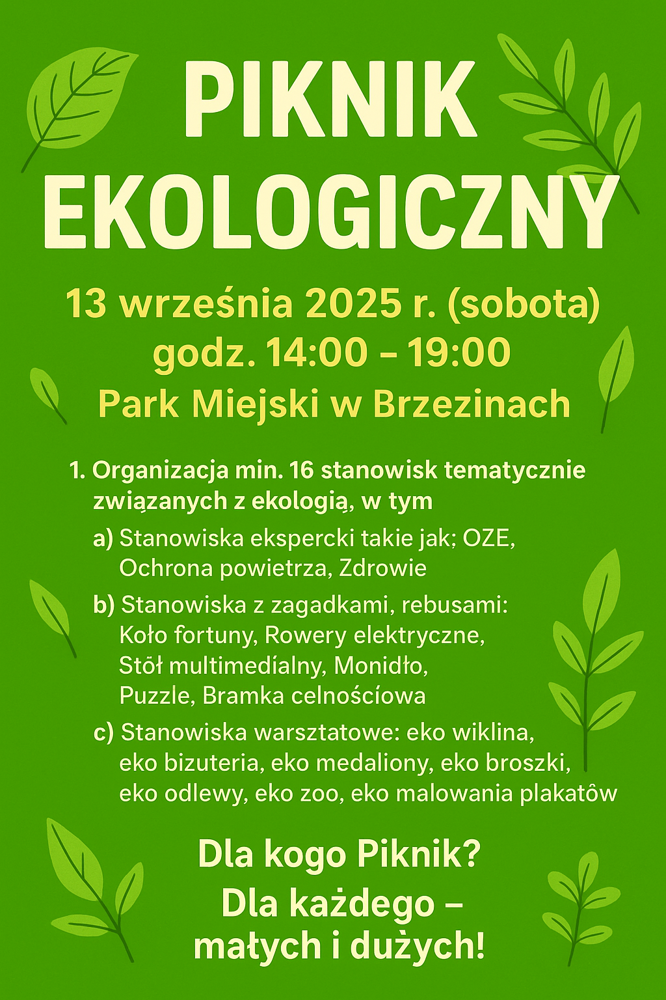 PIKNIK
EKOLOGICZNY
13 września 2025 r. (sobota)
godz. 14:00 – 19:00
Park Miejski w Brzezinach
1. Organizacja min. 16 stanowisk tematycznie
związanych z ekologią, w tym
a) Stanowiska ekspercki takie jak; OZE,
Ochrona powietrza, Zdrowie
b) Stanowiska z zagadkami, rebusami:
Koło fortuny, Rowery elektryczne,
Stōł multimedíalny, Monidło,
Puzzle, Bramka celnośćíowa
c) Stanowiska warsztatowe: eko wiklina,
eko bizuteria, eko medaliony, eko broszki,
eko odlewy, eko zoo, eko malowania plakatôw
Dla kogo Piknik?
Dla każdego –
małych i dużych!